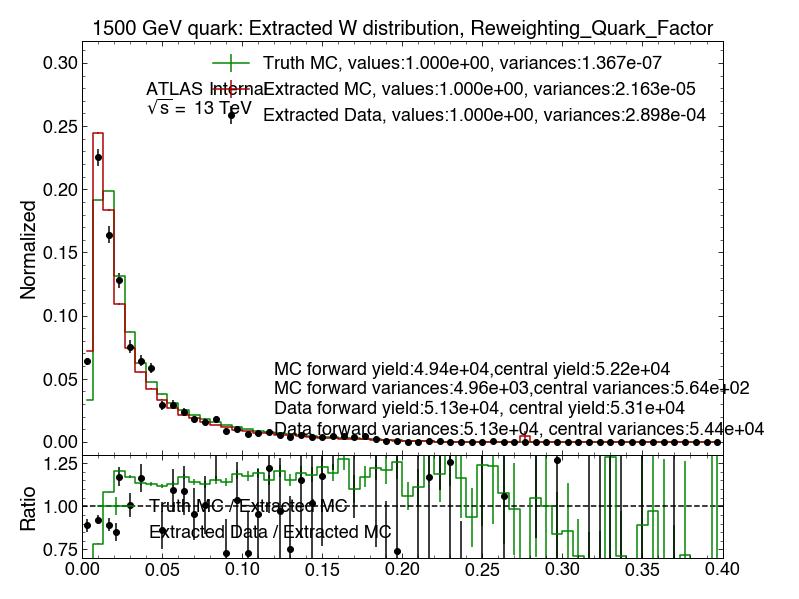 1500 GeV quark: Extracted W distribution, Reweighting_Quark_Factor
Truth MC, values:1.000e+00, variances:1.367e-07
ATLAS Internal
Extracted MC, values:1.000e+00, variances:2.163e-05
√s = 13 TeV
Extracted Data, values:1.000e+00, variances:2.898e-04
Normalized
0.30
0.25
0.20
0.15
0.10
0.05
0.00
MC forward yield:4.94e+04,central yield:5.22e+04
MC forward variances:4.96e+03,central variances:5.64e+02
Data forward yield:5.13e+04, central yield:5.31e+04
Data forward variances:5.13e+04, central variances:5.44e+04
Ratio
1.25
1.00
0.75
Truth MC / Extracted MC
Extracted Data / Extracted MC
0.00 0.05 0.10 0.15 0.20 0.25 0.30 0.35 0.40